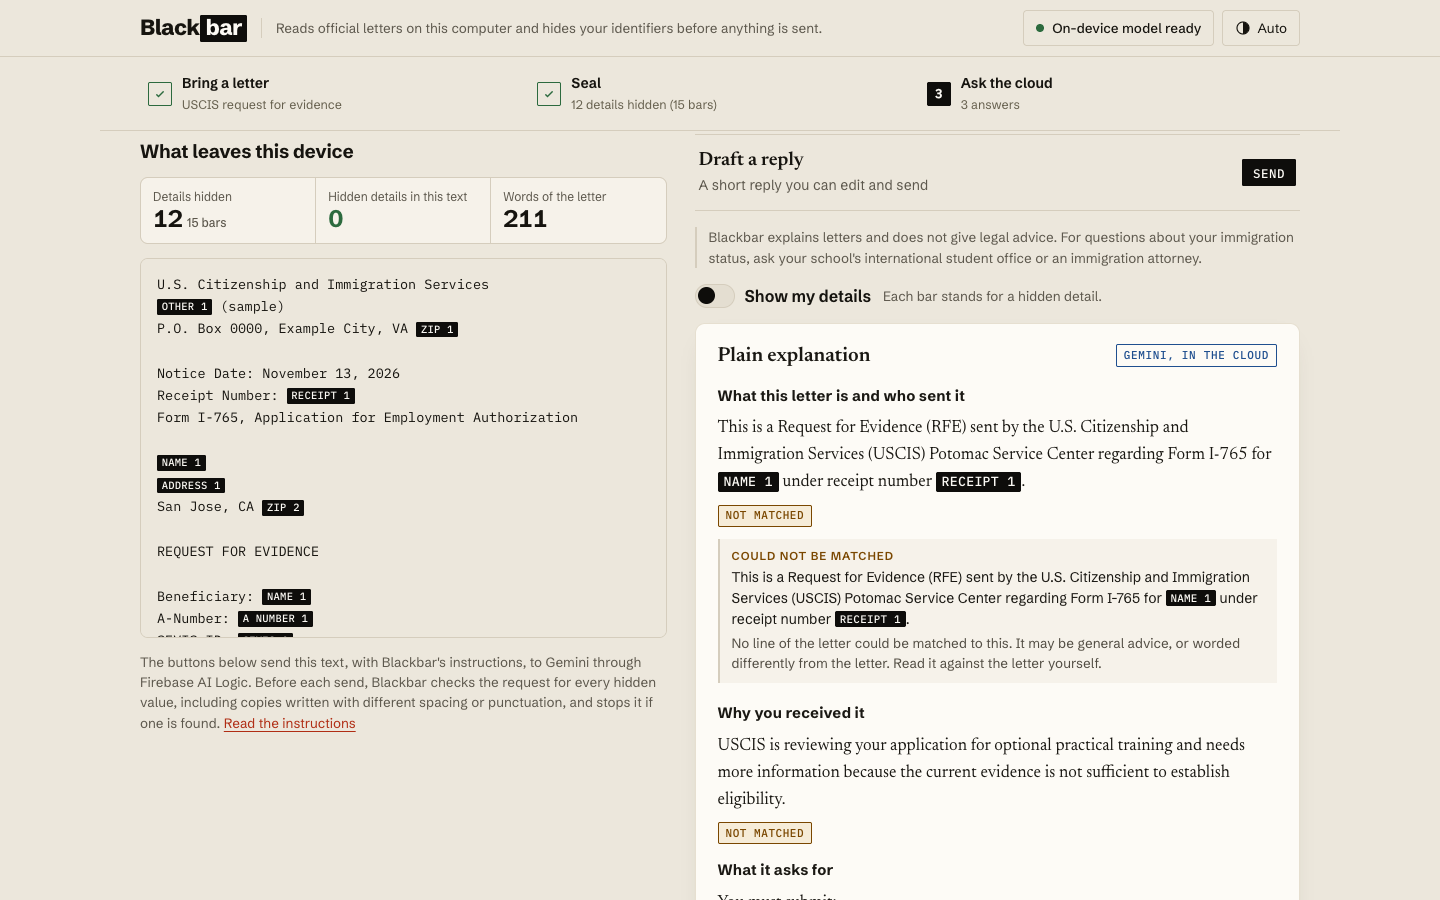 Black bar
Reads official letters on this computer and hides your identifiers before anything is sent.
On-device model ready
Auto
Bring a letter
USCIS request for evidence
Seal
12 details hidden (15 bars)
3
Ask the cloud
3 answers
What leaves this device
Details hidden
12 15 bars
Hidden details in this text
0
Words of the letter
211
U.S. Citizenship and Immigration Services
OTHER 1 (sample)
P.O. Box 0000, Example City, VA ZIP 1
Notice Date: November 13, 2026
Receipt Number: RECEIPT 1
Form I-765, Application for Employment Authorization
NAME 1
ADDRESS 1
San Jose, CA ZIP 2
REQUEST FOR EVIDENCE
Beneficiary: NAME 1
A-Number: A NUMBER 1
The buttons below send this text, with Blackbar's instructions, to Gemini through
Firebase AI Logic. Before each send, Blackbar checks the request for every hidden
value, including copies written with different spacing or punctuation, and stops it if
one is found. Read the instructions
Draft a reply
A short reply you can edit and send
SEND
Blackbar explains letters and does not give legal advice. For questions about your immigration
status, ask your school's international student office or an immigration attorney.
Show my details Each bar stands for a hidden detail.
Plain explanation
GEMINI, IN THE CLOUD
What this letter is and who sent it
This is a Request for Evidence (RFE) sent by the U.S. Citizenship and
Immigration Services (USCIS) Potomac Service Center regarding Form I-765 for
NAME 1 under receipt number RECEIPT 1.
NOT MATCHED
COULD NOT BE MATCHED
This is a Request for Evidence (RFE) sent by the U.S. Citizenship and Immigration
Services (USCIS) Potomac Service Center regarding Form I-765 for NAME 1 under
receipt number RECEIPT 1.
No line of the letter could be matched to this. It may be general advice, or worded
differently from the letter. Read it against the letter yourself.
Why you received it
USCIS is reviewing your application for optional practical training and needs
more information because the current evidence is not sufficient to establish
eligibility.
NOT MATCHED
What it asks for